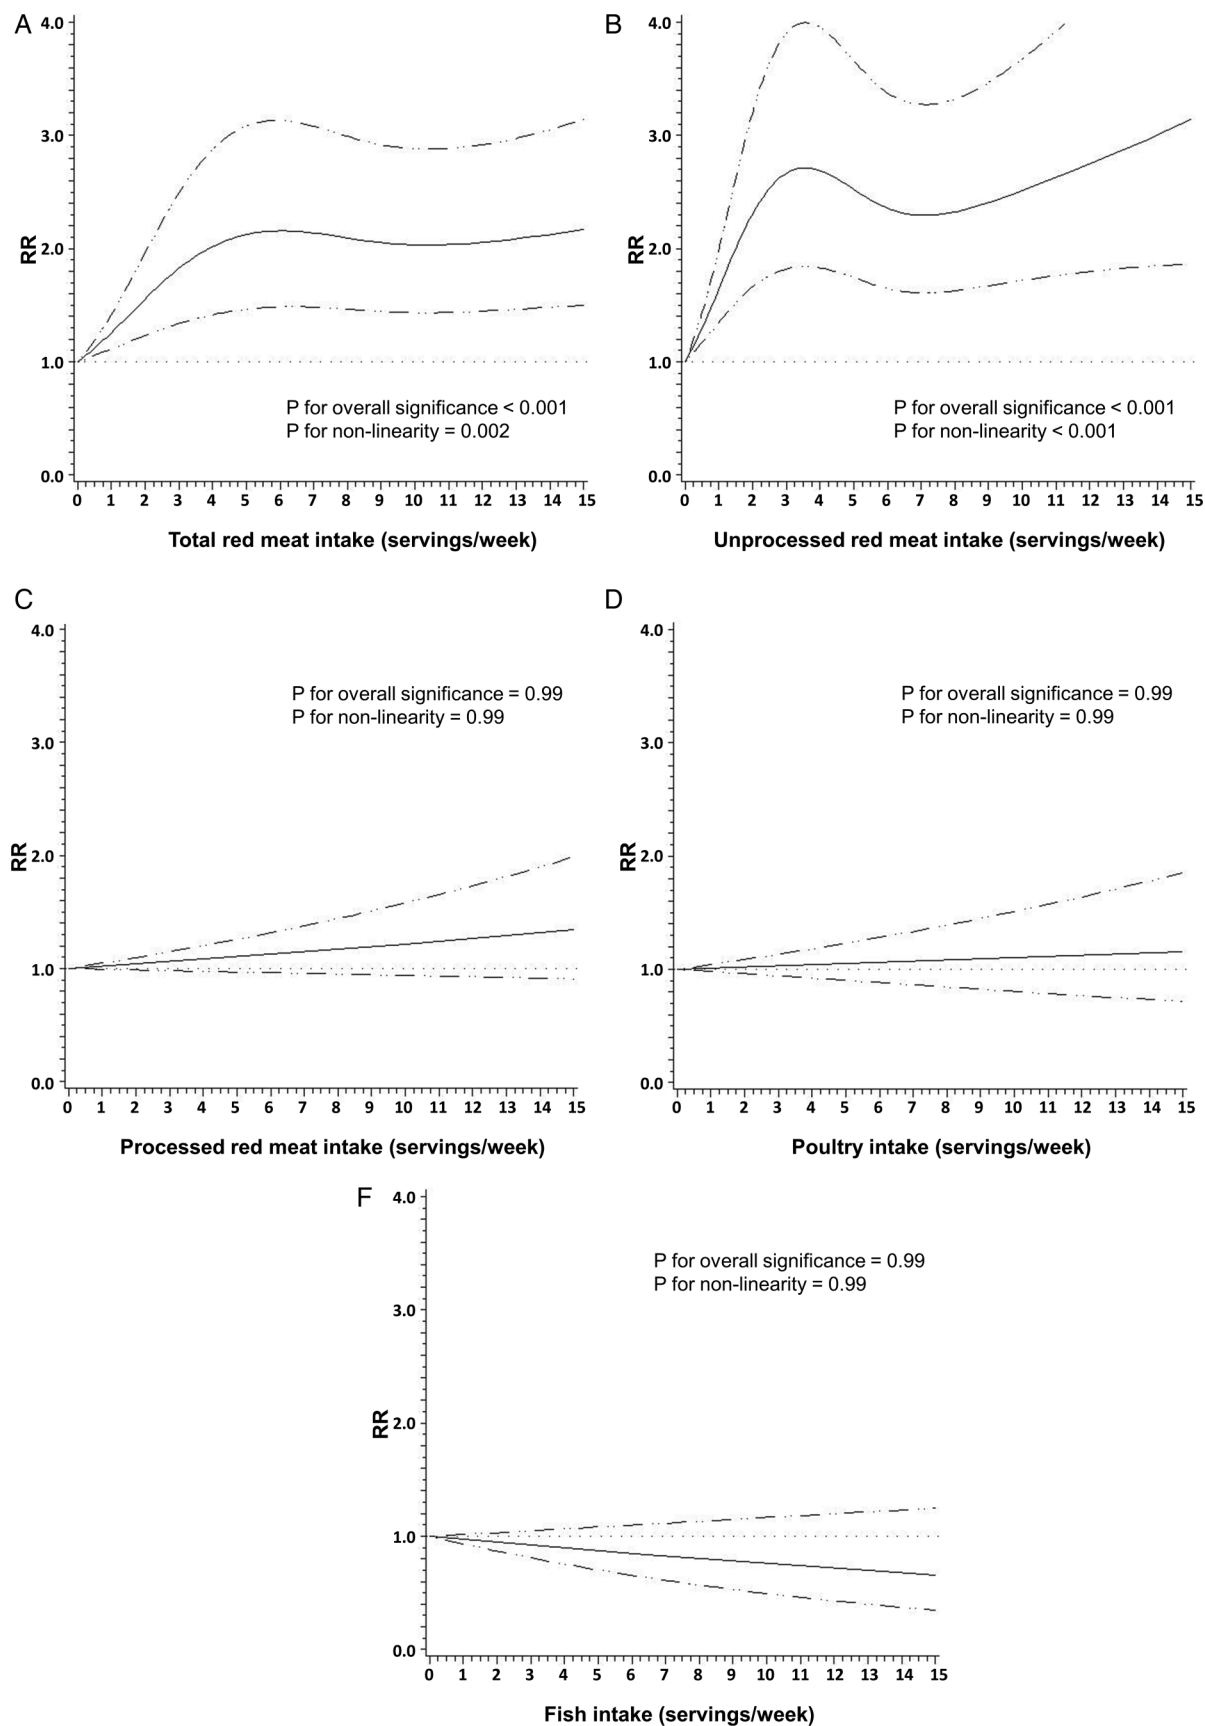 A
4.0
3.0
2.0
1.0
0.0
RR
P for overall significance < 0.001
P for non-linearity = 0.002
0 1 2 3 4 5 6 7 8 9 10 11 12 13 14 15
Total red meat intake (servings/week)
B
4.0
3.0
2.0
1.0
0.0
RR
P for overall significance < 0.001
P for non-linearity < 0.001
0 1 2 3 4 5 6 7 8 9 10 11 12 13 14 15
Unprocessed red meat intake (servings/week)
C
4.0
3.0
2.0
1.0
0.0
RR
P for overall significance = 0.99
P for non-linearity = 0.99
0 1 2 3 4 5 6 7 8 9 10 11 12 13 14 15
Processed red meat intake (servings/week)
D
4.0
3.0
2.0
1.0
0.0
RR
P for overall significance = 0.99
P for non-linearity = 0.99
0 1 2 3 4 5 6 7 8 9 10 11 12 13 14 15
Poultry intake (servings/week)
F
4.0
3.0
2.0
1.0
0.0
RR
P for overall significance = 0.99
P for non-linearity = 0.99
0 1 2 3 4 5 6 7 8 9 10 11 12 13 14 15
Fish intake (servings/week)